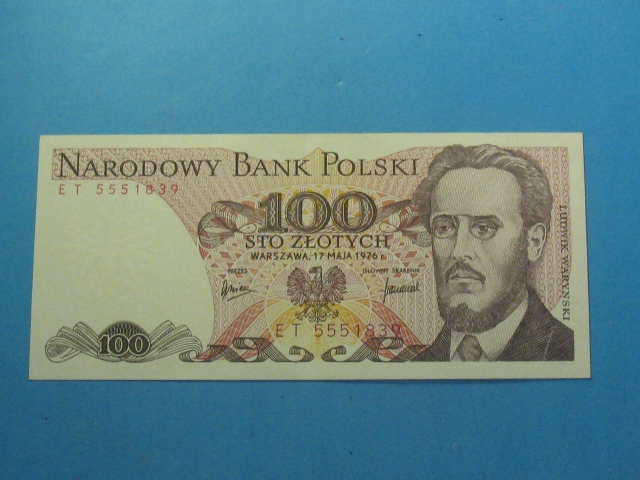 NARODOWY BANK POLSKI
ET 5551839
100
STO ZŁOTYCH
WARSZAWA, 17 MAJA 1976 r.
PREZES
GŁÓWNY SKARBNIK
ET 5551839
100
LUDWIK WARYŃSKI